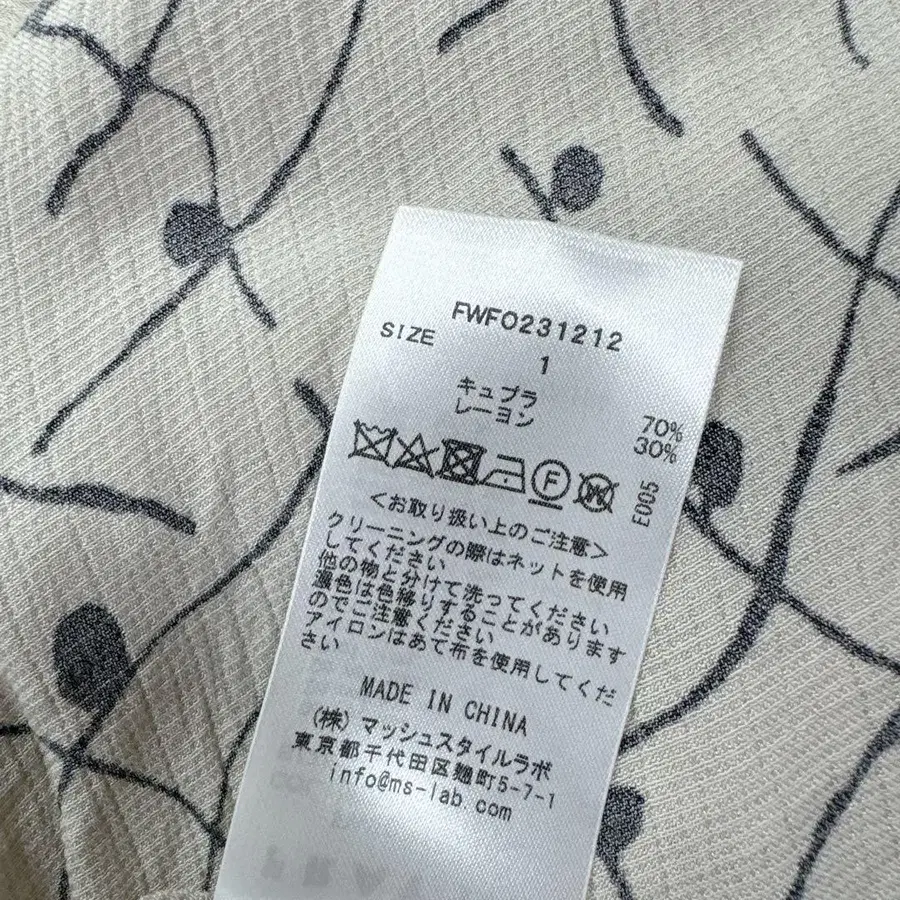 FWFO231212
SIZE 1
キュプラ 70%
レーヨン 30%
F W
E005
<お取り扱い上のご注意>
クリーニングの際はネットを使用
してください
他の物と分けて洗ってください
濃色は色移りすることがあります
のでご注意ください
アイロンはあて布を使用してくだ
さい
MADE IN CHINA
(株)マッシュスタイルラボ
東京都千代田区麹町5-7-1
info@ms-lab.com